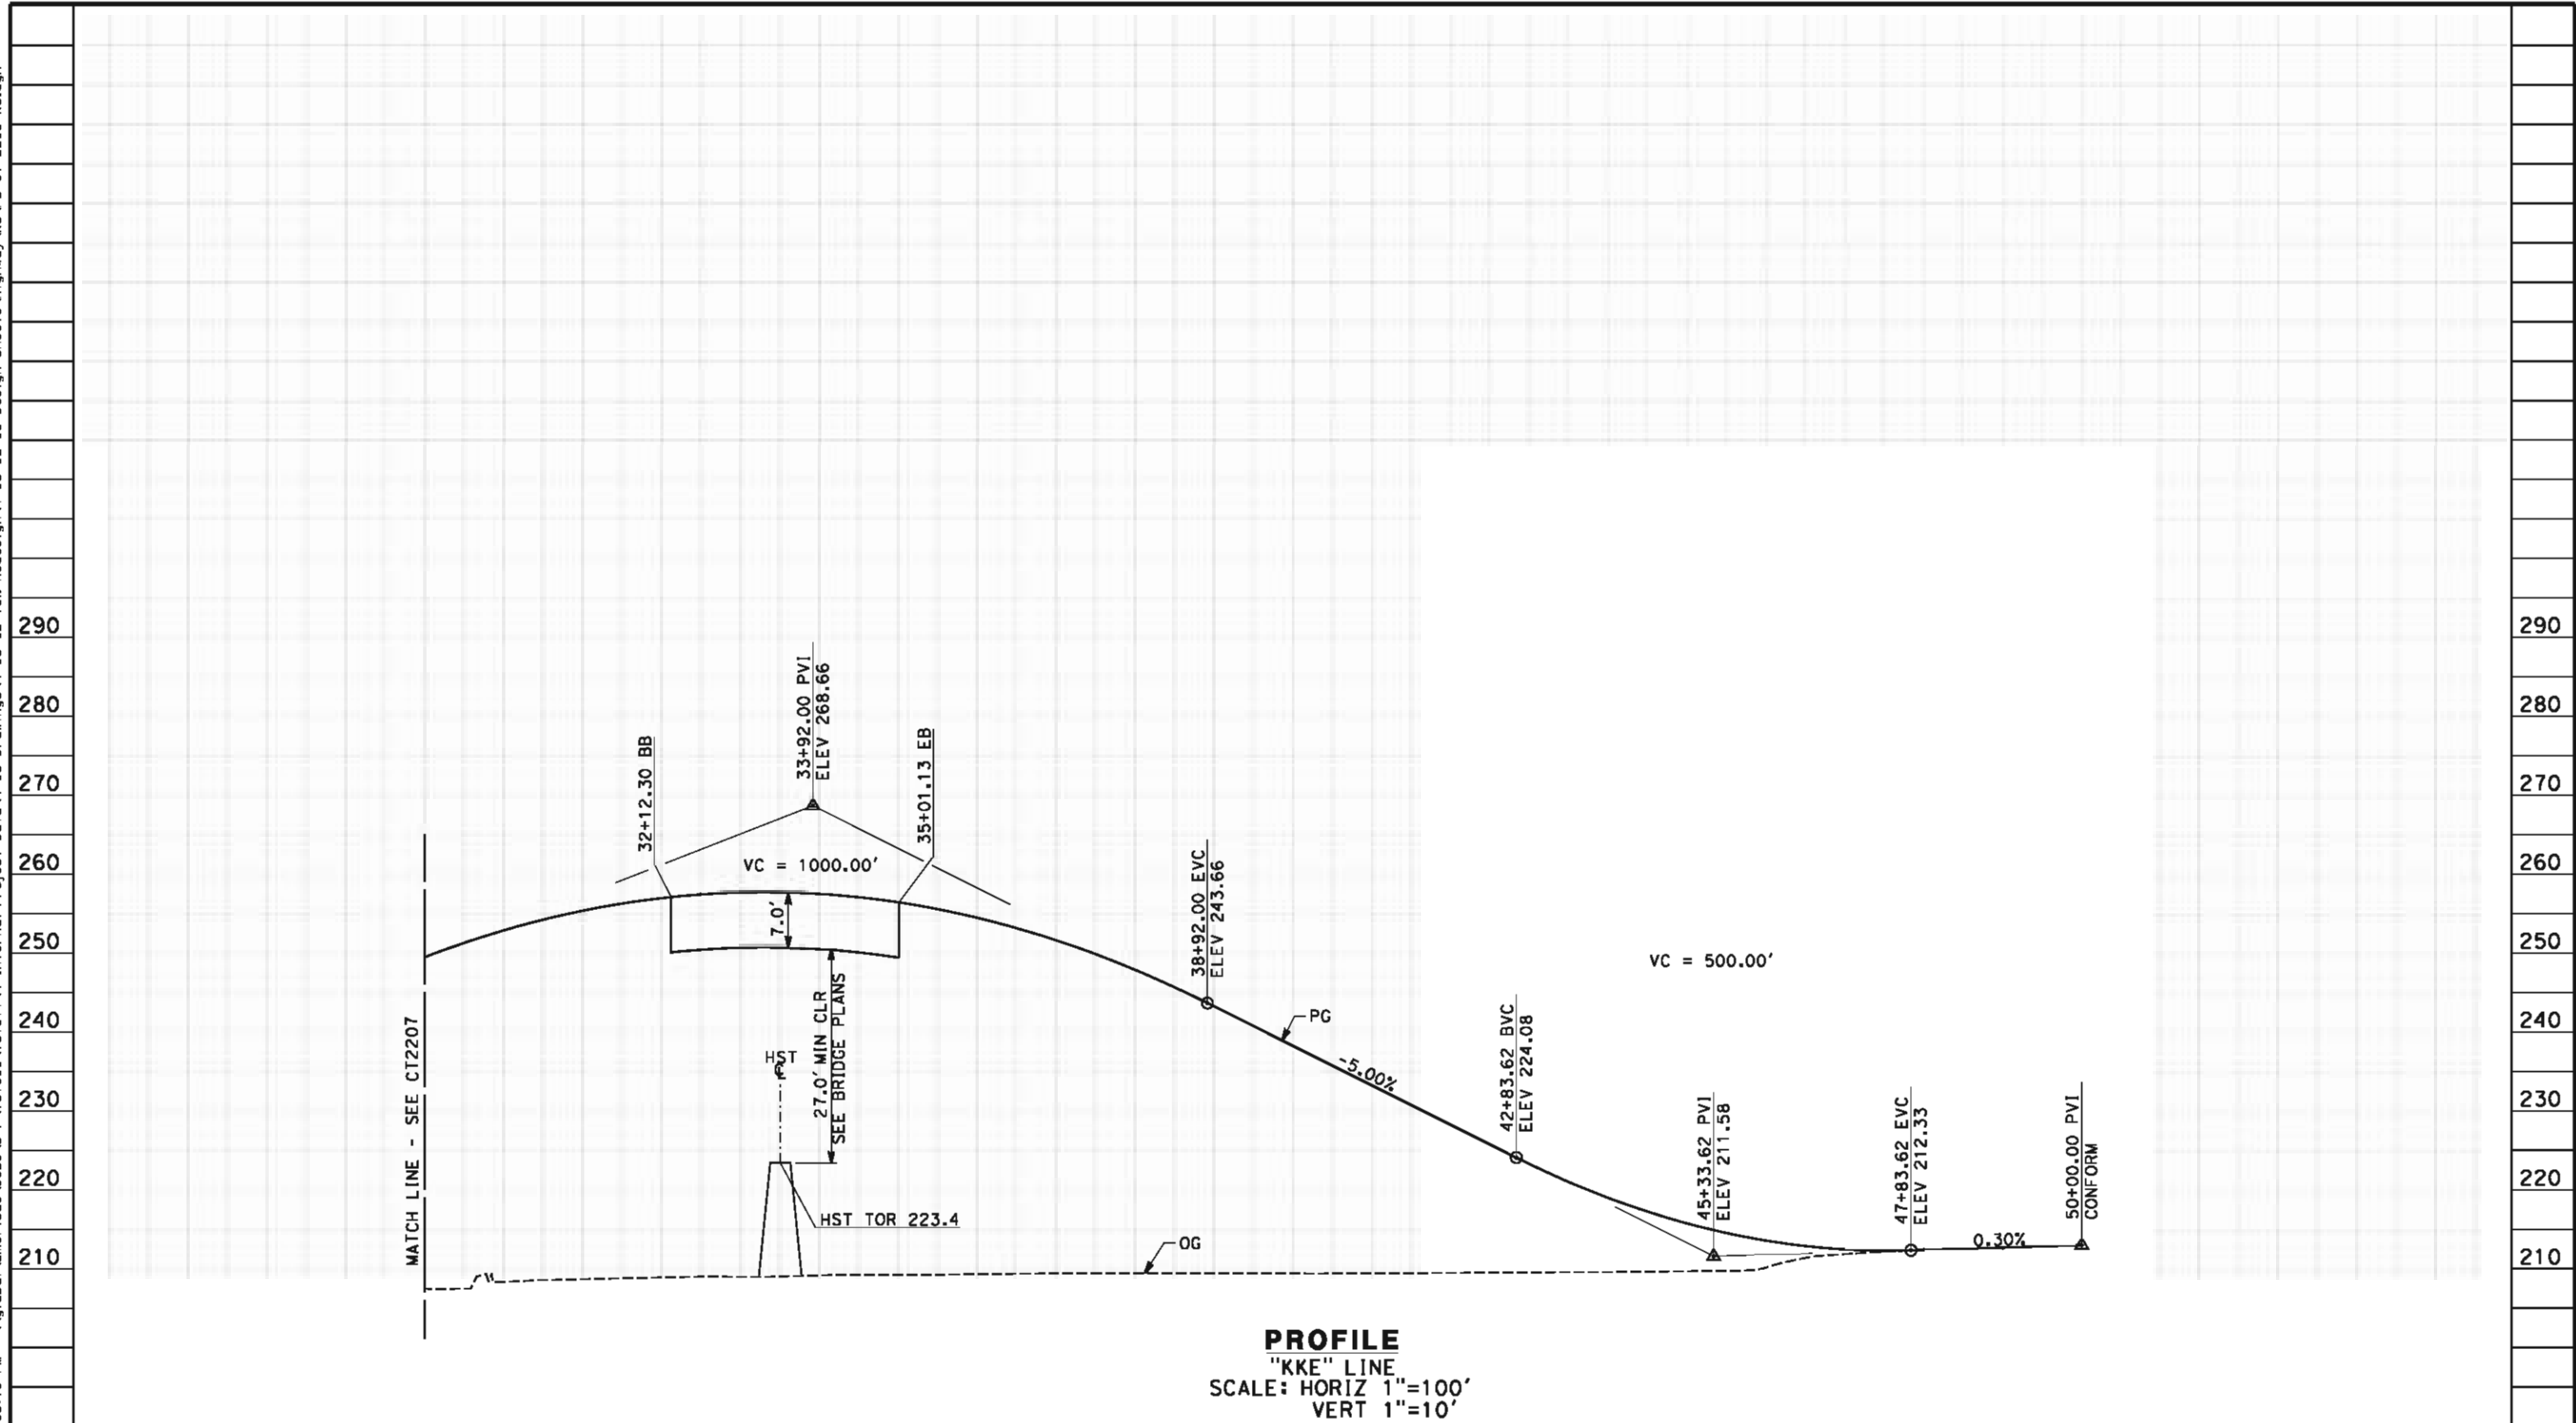 290
280
270
260
250
240
230
220
210
MATCH LINE - SEE CT2207
32+12.30 BB
33+92.00 PVI
ELEV 268.66
35+01.13 EB
VC = 1000.00'
7.0'
27.0' MIN CLR
SEE BRIDGE PLANS
HST
HST TOR 223.4
38+92.00 EVC
ELEV 243.66
PG
-5.00%
OG
42+83.62 BVC
ELEV 224.08
VC = 500.00'
45+33.62 PVI
ELEV 211.58
47+83.62 EVC
ELEV 212.33
0.30%
50+00.00 PVI
CONFORM
290
280
270
260
250
240
230
220
210
PROFILE
"KKE" LINE
SCALE: HORIZ 1"=100'
VERT 1"=10'